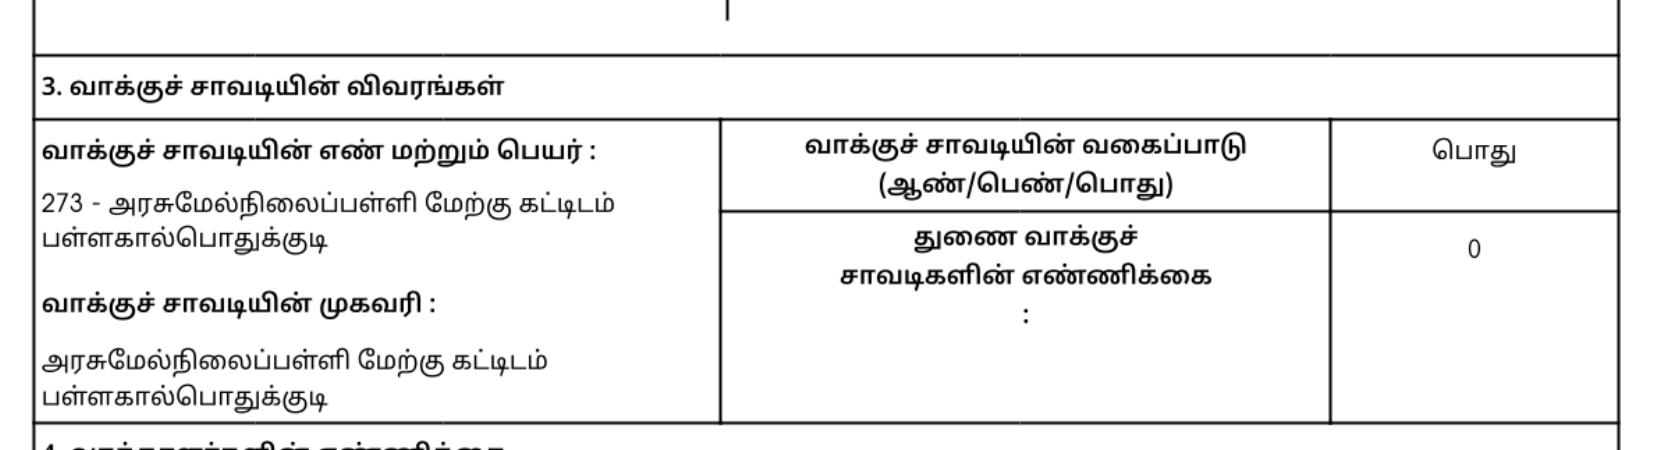 3. வாக்குச் சாவடியின் விவரங்கள்
வாக்குச் சாவடியின் எண் மற்றும் பெயர் :
273 - அரசுமேல்நிலைப்பள்ளி மேற்கு கட்டிடம்
பள்ளகால்பொதுக்குடி
வாக்குச் சாவடியின் முகவரி :
அரசுமேல்நிலைப்பள்ளி மேற்கு கட்டிடம்
பள்ளகால்பொதுக்குடி
வாக்குச் சாவடியின் வகைப்பாடு
(ஆண்/பெண்/பொது)
பொது
துணை வாக்குச்
சாவடிகளின் எண்ணிக்கை
:
0